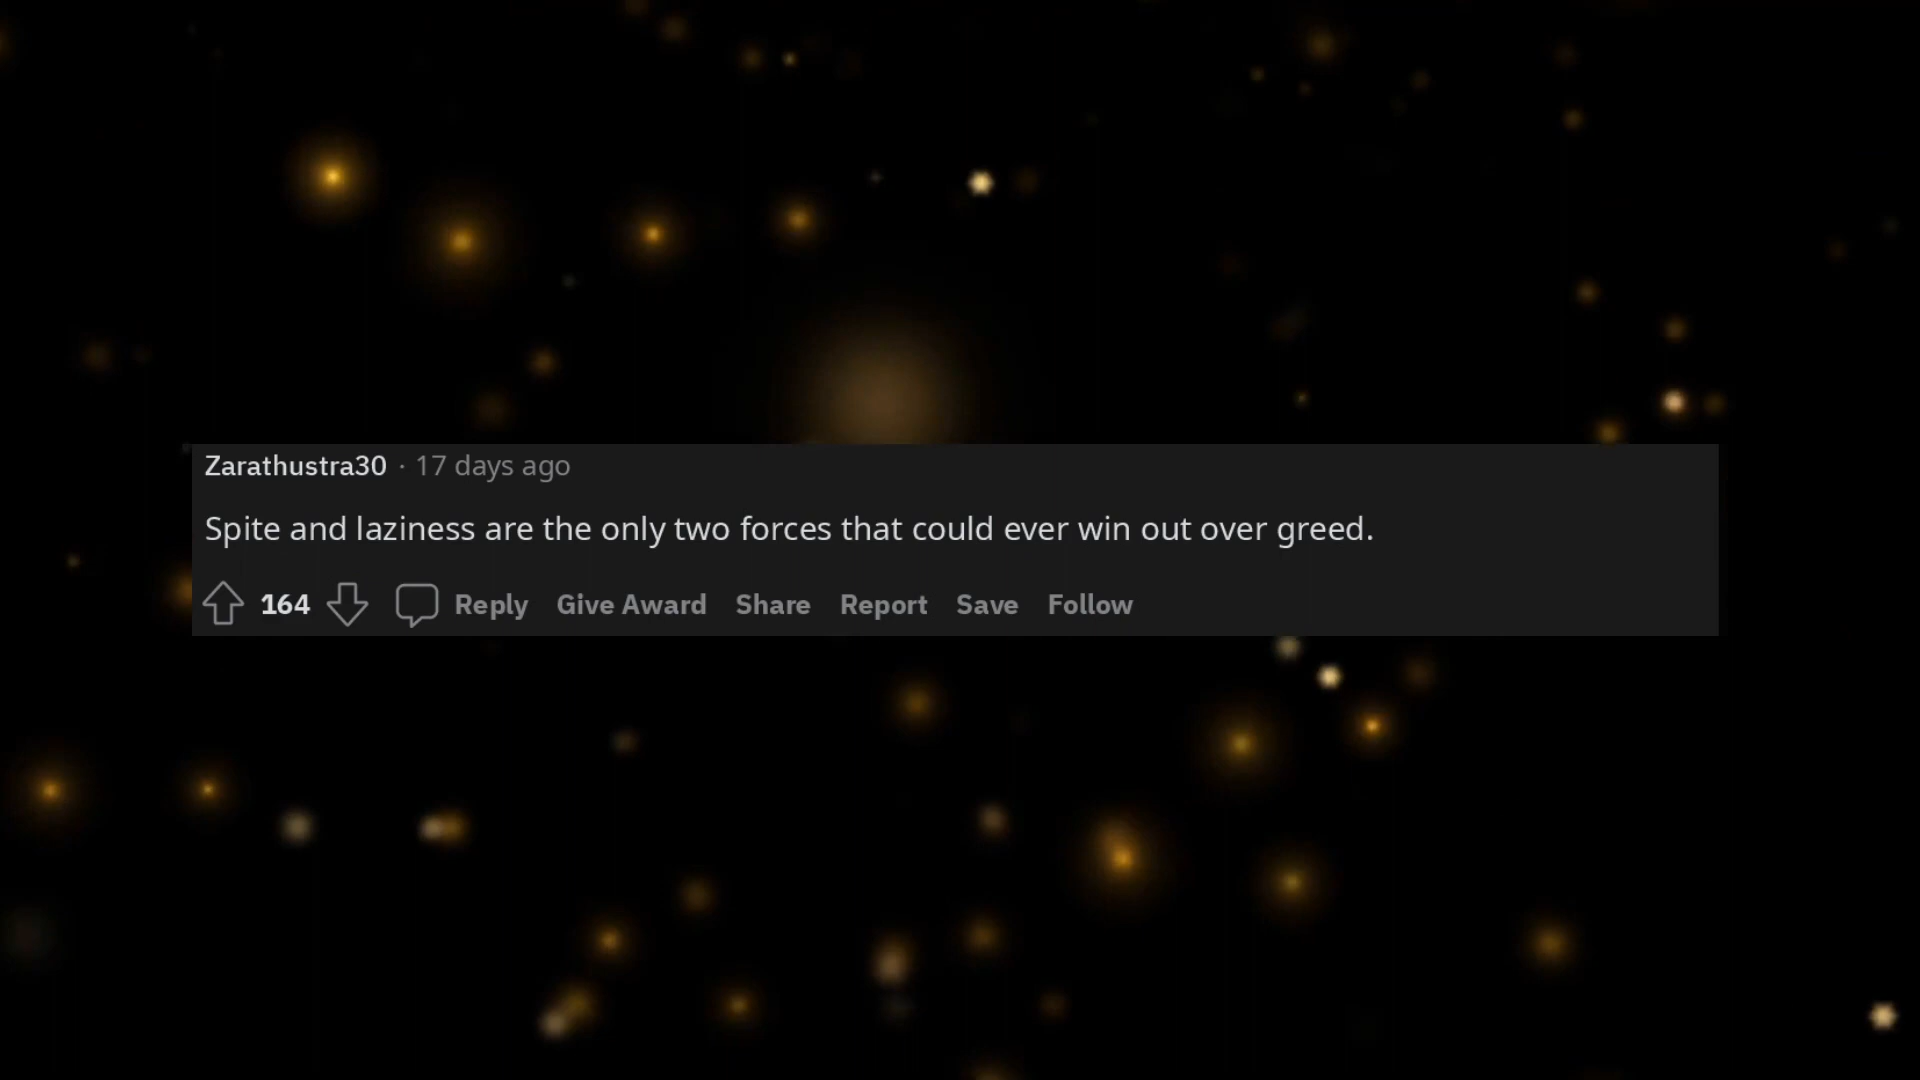 Zarathustra30 · 17 days ago
Spite and laziness are the only two forces that could ever win out over greed.
164 Reply Give Award Share Report Save Follow